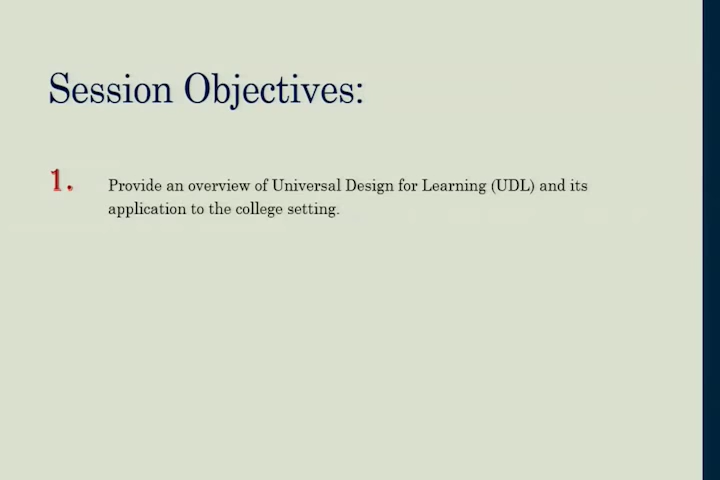 Session Objectives:
1. Provide an overview of Universal Design for Learning (UDL) and its
application to the college setting.